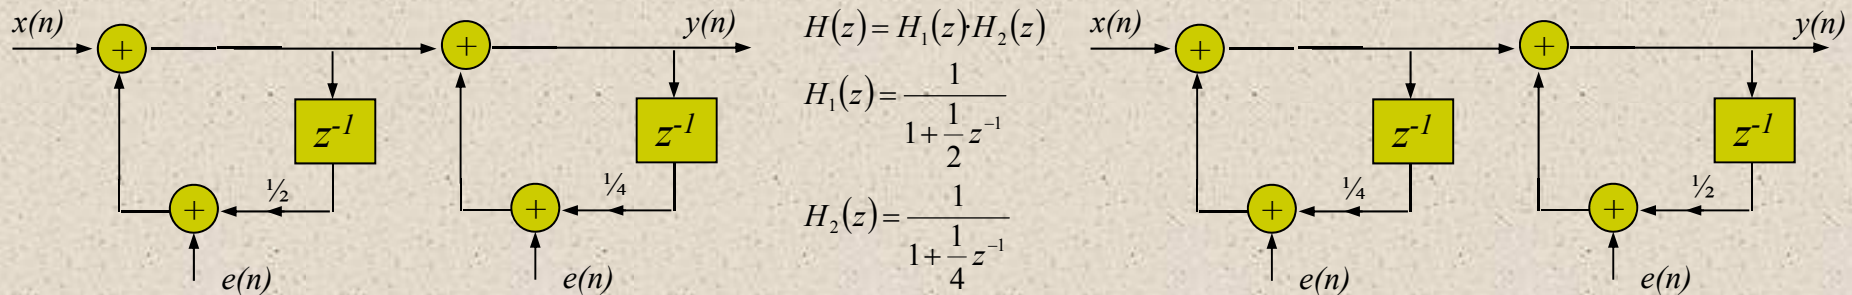 x(n) + + y(n)
z⁻¹ z⁻¹
½ ¼
+ +
e(n) e(n)
H(z) = H₁(z)·H₂(z)
H₁(z) = 1 / (1 + 1/2 z⁻¹)
H₂(z) = 1 / (1 + 1/4 z⁻¹)
x(n) + + y(n)
z⁻¹ z⁻¹
¼ ½
+ +
e(n) e(n)